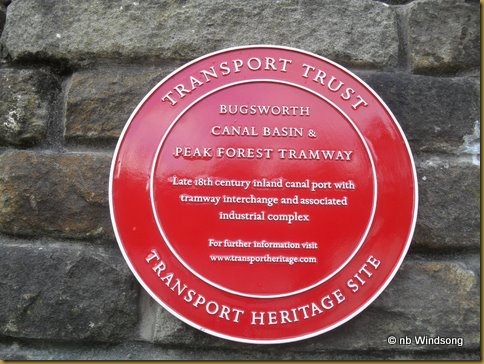 TRANSPORT TRUST
BUGSWORTH
CANAL BASIN &
PEAK FOREST TRAMWAY
Late 18th century inland canal port with
tramway interchange and associated
industrial complex
For further information visit
www.transportheritage.com
TRANSPORT HERITAGE SITE
© nb Windsong